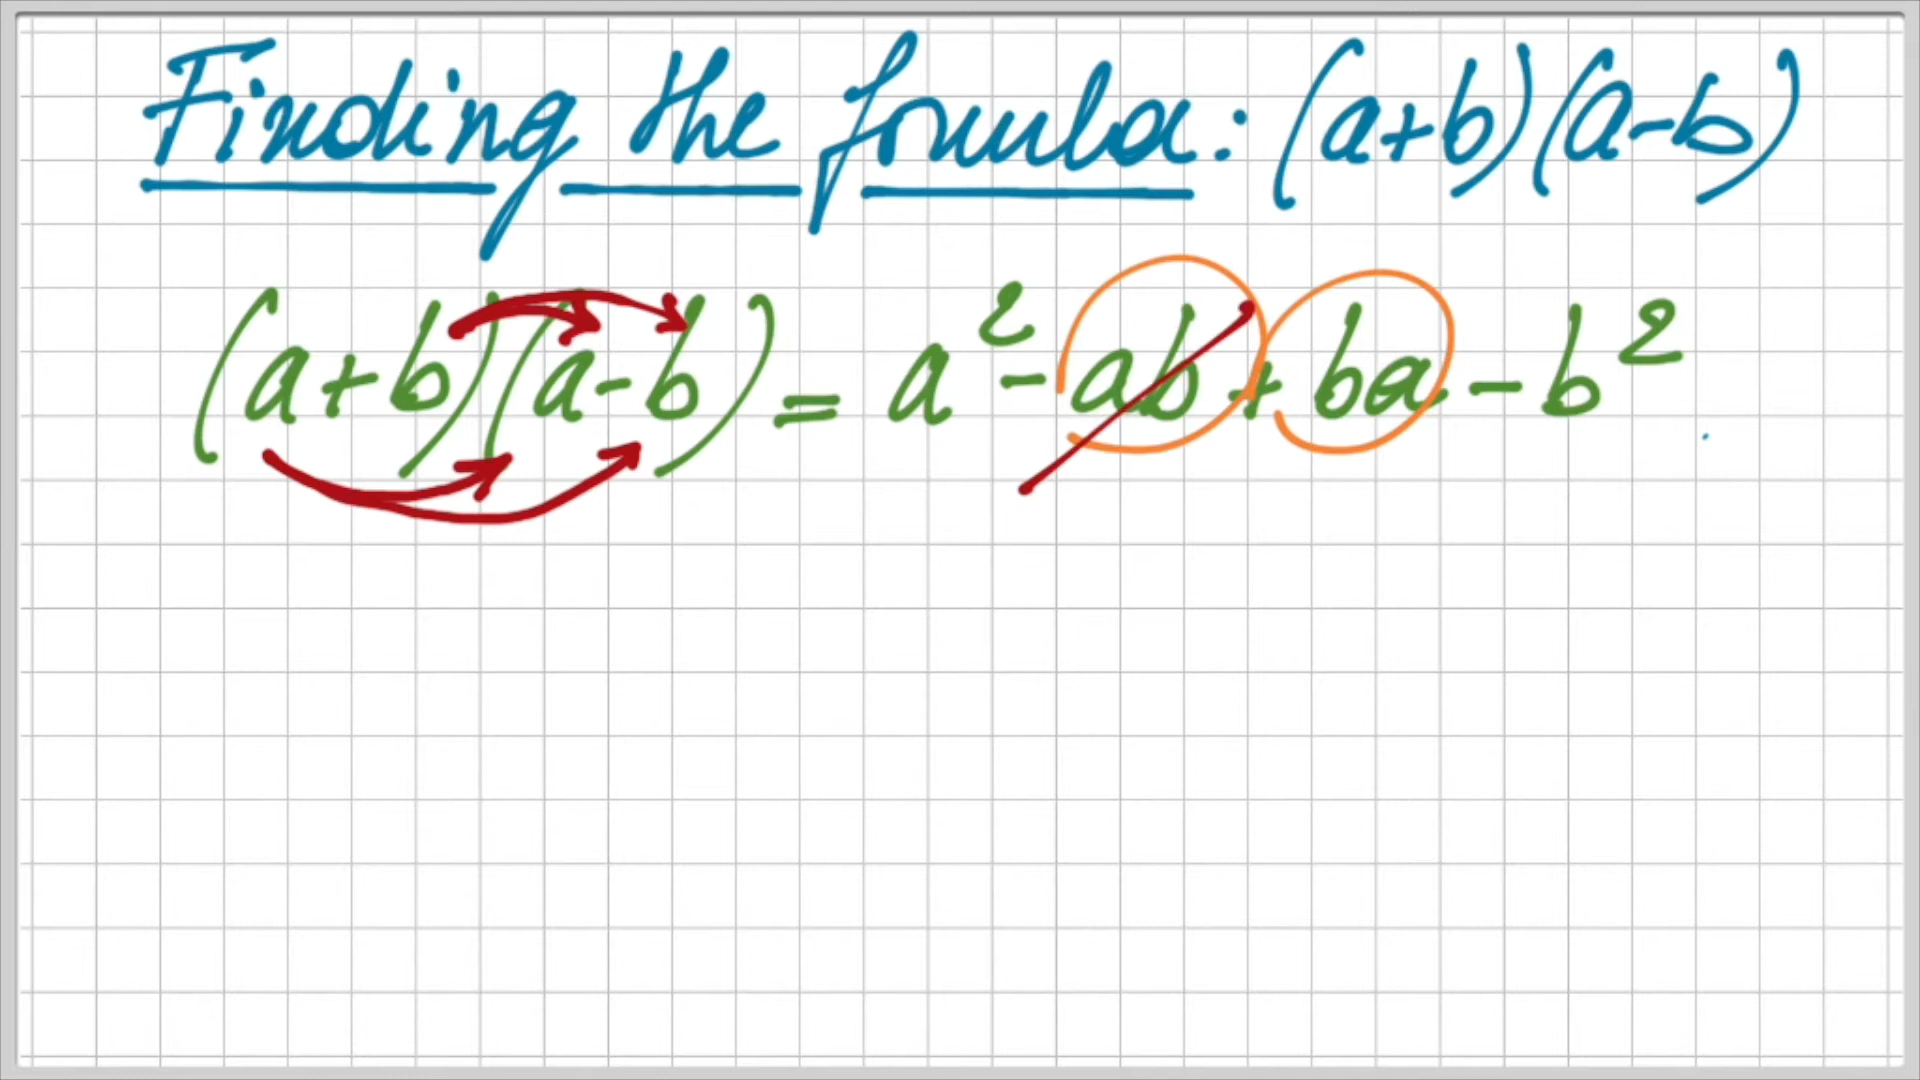 Finding the formula: (a+b)(a-b)
(a+b)(a-b) = a² - ab + ba - b²